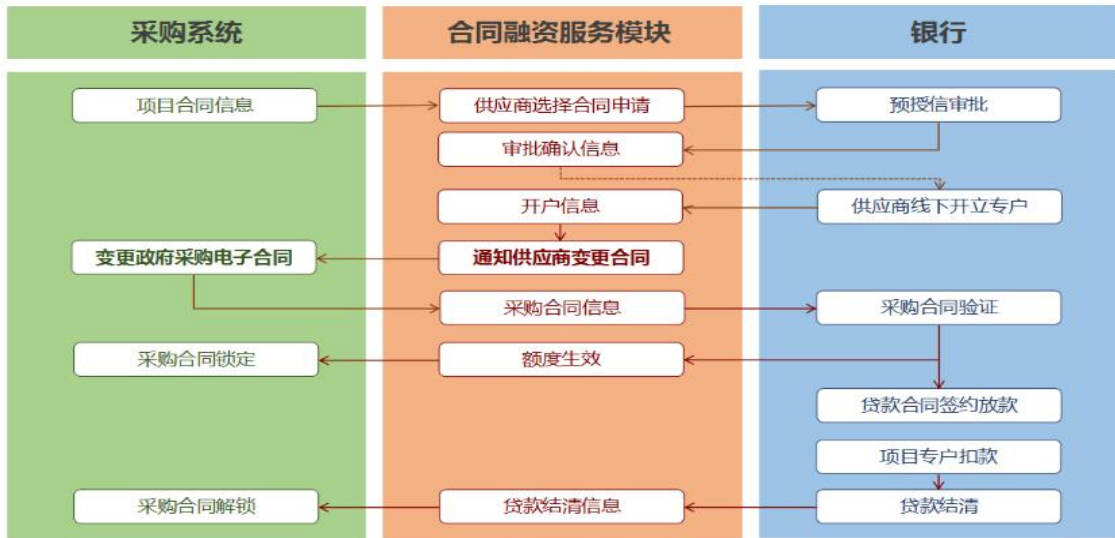 采购系统
合同融资服务模块
银行
项目合同信息
供应商选择合同申请
预授信审批
审批确认信息
开户信息
供应商线下开立专户
变更政府采购电子合同
通知供应商变更合同
采购合同信息
采购合同验证
采购合同锁定
额度生效
贷款合同签约放款
项目专户扣款
采购合同解锁
贷款结清信息
贷款结清